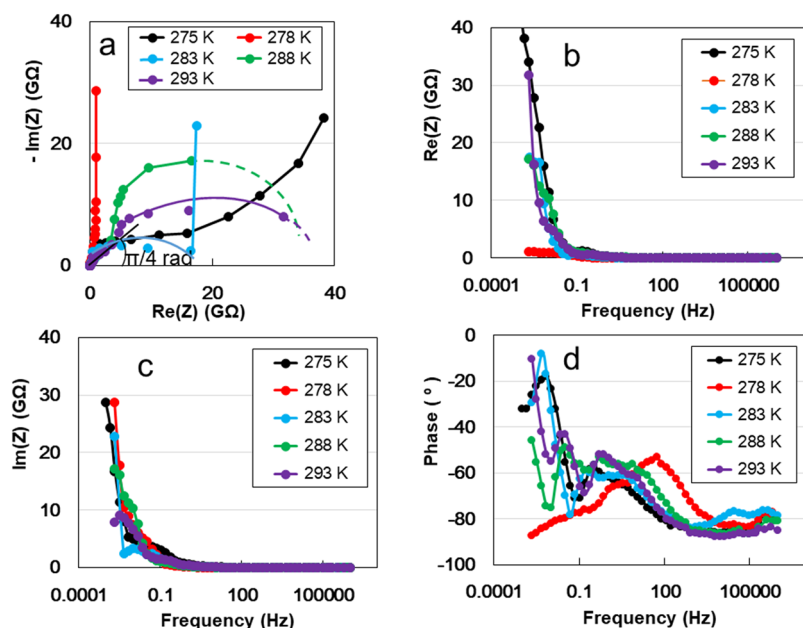 a
275 K 278 K
283 K 288 K
293 K
- Im(Z) (GΩ)
40
20
0
π/4 rad
0 20 40
Re(Z) (GΩ)
b
275 K
278 K
283 K
288 K
293 K
Re(Z) (GΩ)
40
30
20
10
0
0.0001 0.1 100 100000
Frequency (Hz)
c
275 K
278 K
283 K
288 K
293 K
Im(Z) (GΩ)
40
30
20
10
0
0.0001 0.1 100 100000
Frequency (Hz)
d
275 K
278 K
283 K
288 K
293 K
Phase ( ° )
0
-20
-40
-60
-80
-100
0.0001 0.1 100 100000
Frequency (Hz)